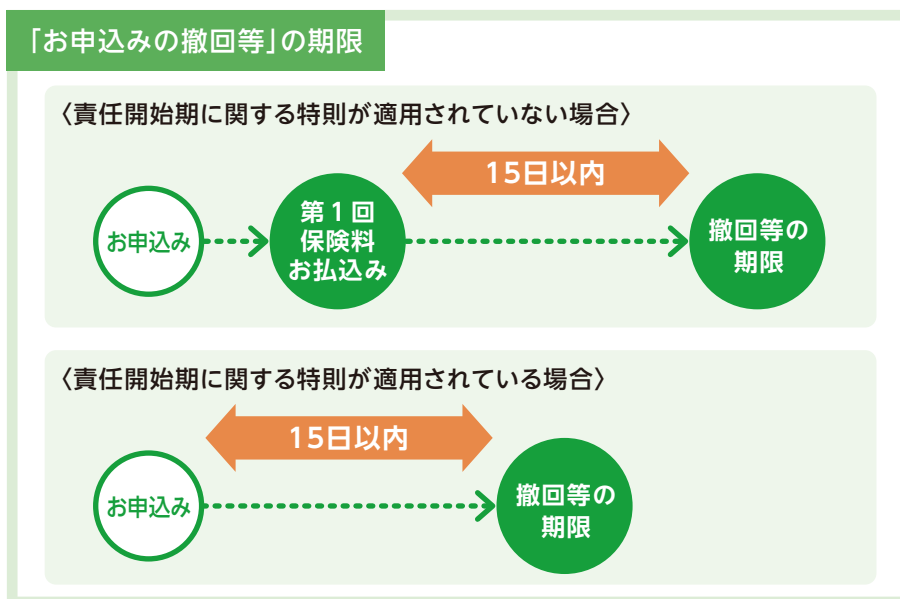 「お申込みの撤回等」の期限
〈責任開始期に関する特則が適用されていない場合〉
15日以内
お申込み
第1回
保険料
お払込み
撤回等の
期限
〈責任開始期に関する特則が適用されている場合〉
15日以内
お申込み
撤回等の
期限